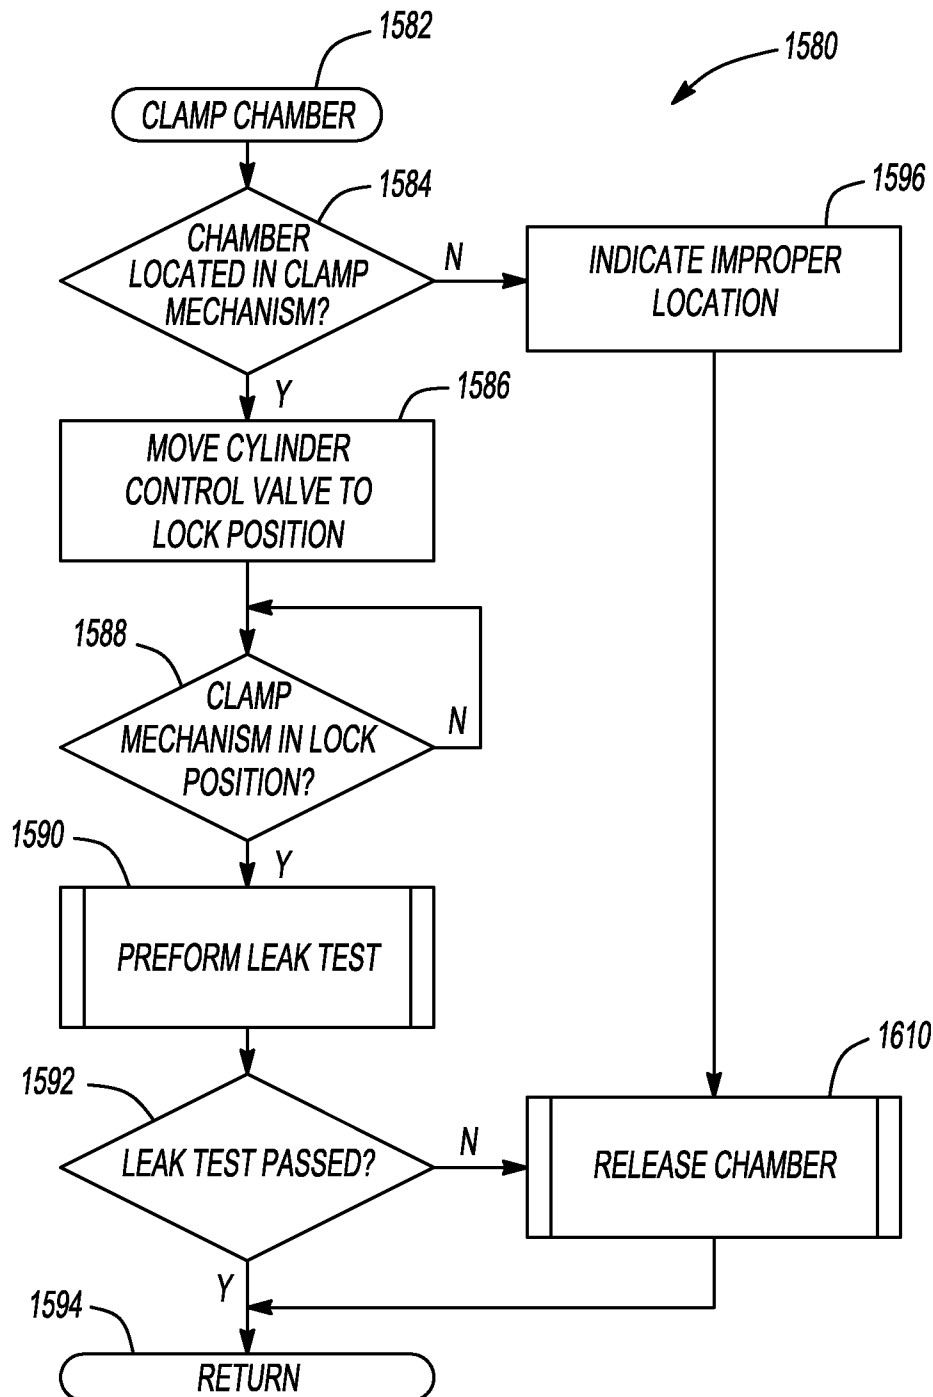 1582
1580
CLAMP CHAMBER
1584
1596
CHAMBER
LOCATED IN CLAMP
MECHANISM?
N
INDICATE IMPROPER
LOCATION
Y
1586
MOVE CYLINDER
CONTROL VALVE TO
LOCK POSITION
1588
CLAMP
MECHANISM IN LOCK
POSITION?
N
1590
Y
PREFORM LEAK TEST
1610
1592
LEAK TEST PASSED?
N
RELEASE CHAMBER
Y
1594
RETURN